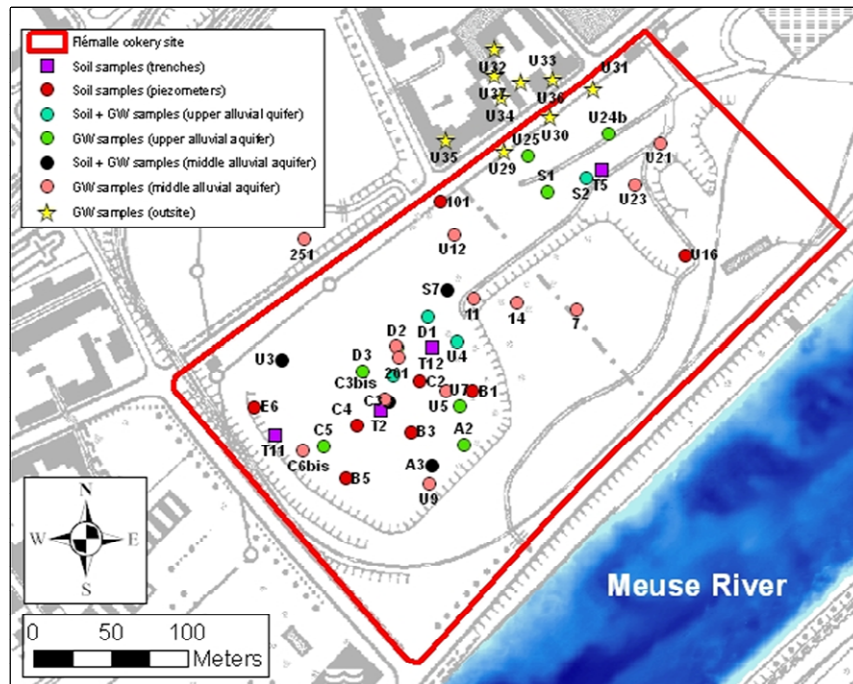 Flémalle cokery site
Soil samples (trenches)
Soil samples (piezometers)
Soil + GW samples (upper alluvial quifer)
GW samples (upper alluvial aquifer)
Soil + GW samples (middle alluvial aquifer)
GW samples (middle alluvial aquifer)
GW samples (outsite)
U32
U33
U31
U37
U36
U34
U24b
U30
U25
U35
U29
U21
S1
S2
T5
U23
101
U12
251
U16
S7
11
14
7
D1
D2
U4
U3
T12
D3
201
C3bis
C2
U7
B1
E6
C1
U5
C4
T2
B3
A2
T11
C5
C6bis
A3
B5
U9
N
W
E
S
Meuse River
0 100
Meters